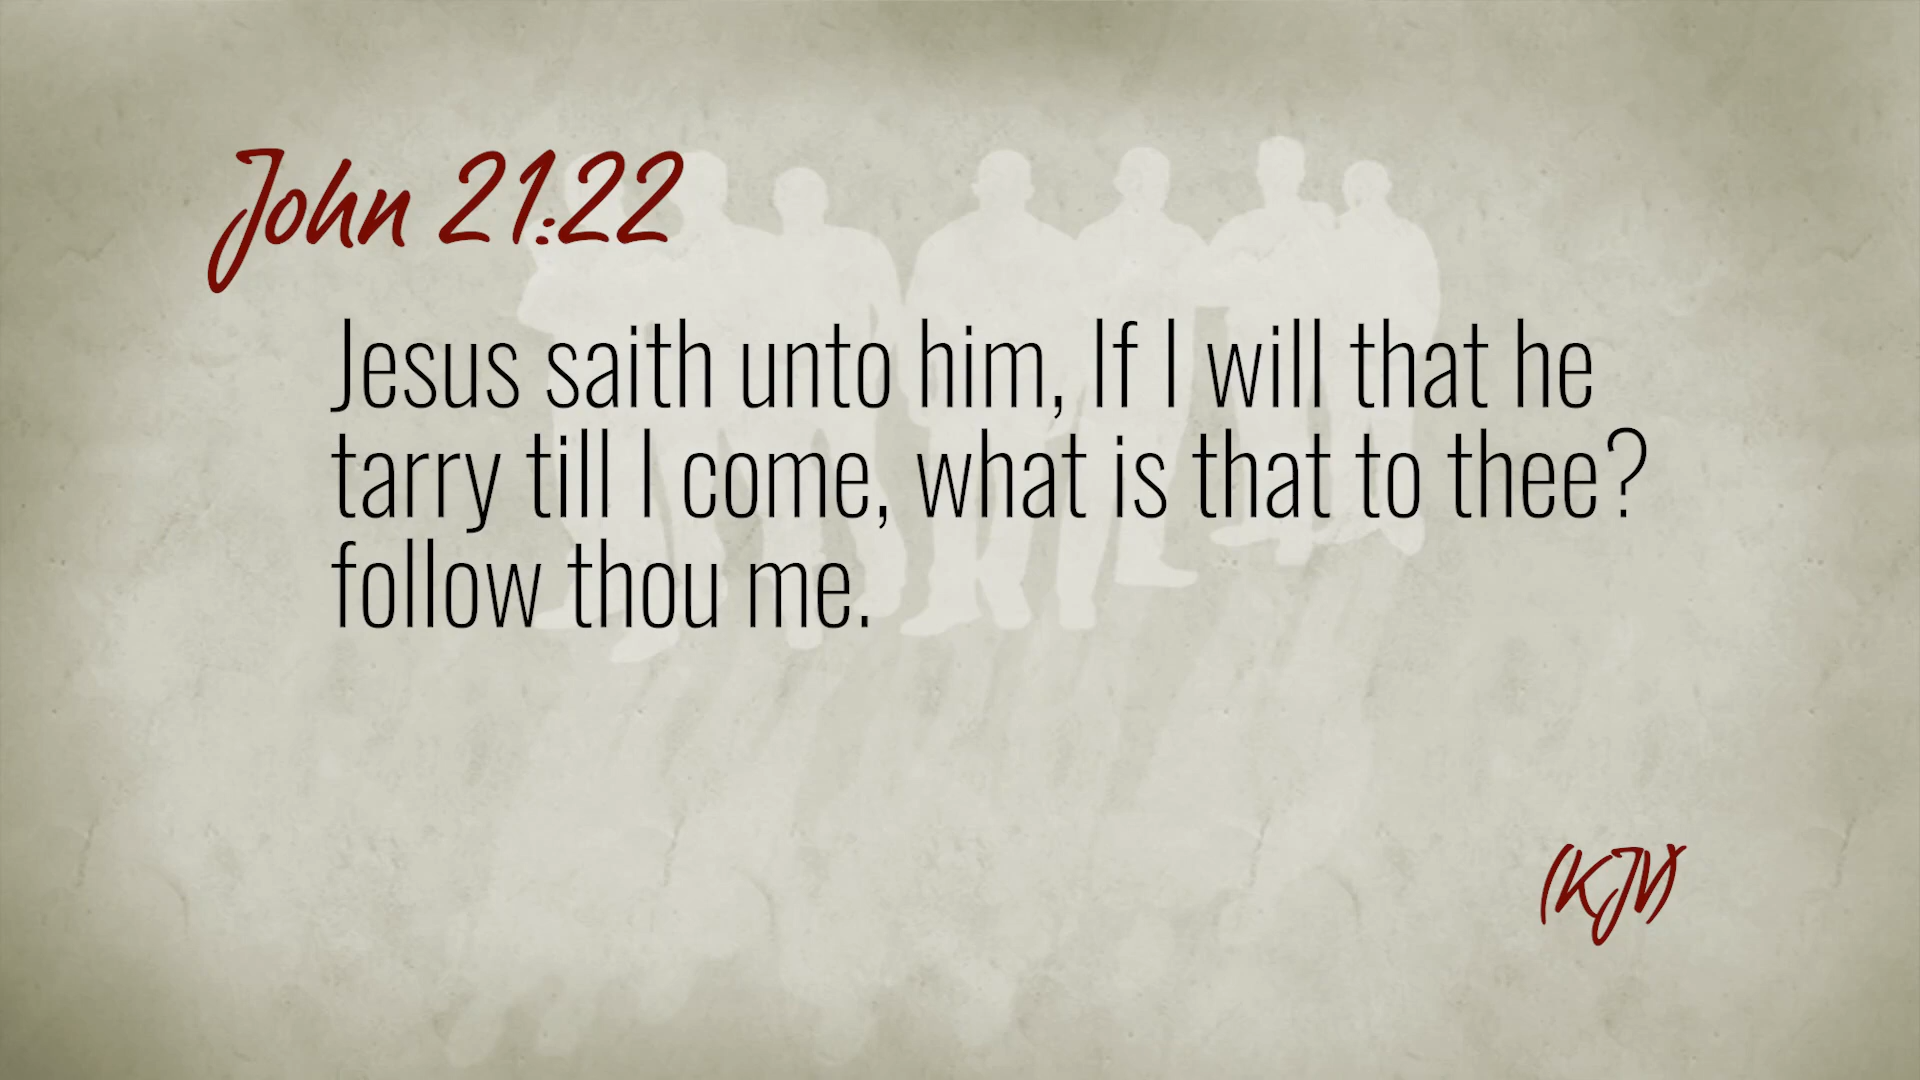 John 21:22
Jesus saith unto him, If I will that he
tarry till I come, what is that to thee?
follow thou me.
(KJV)